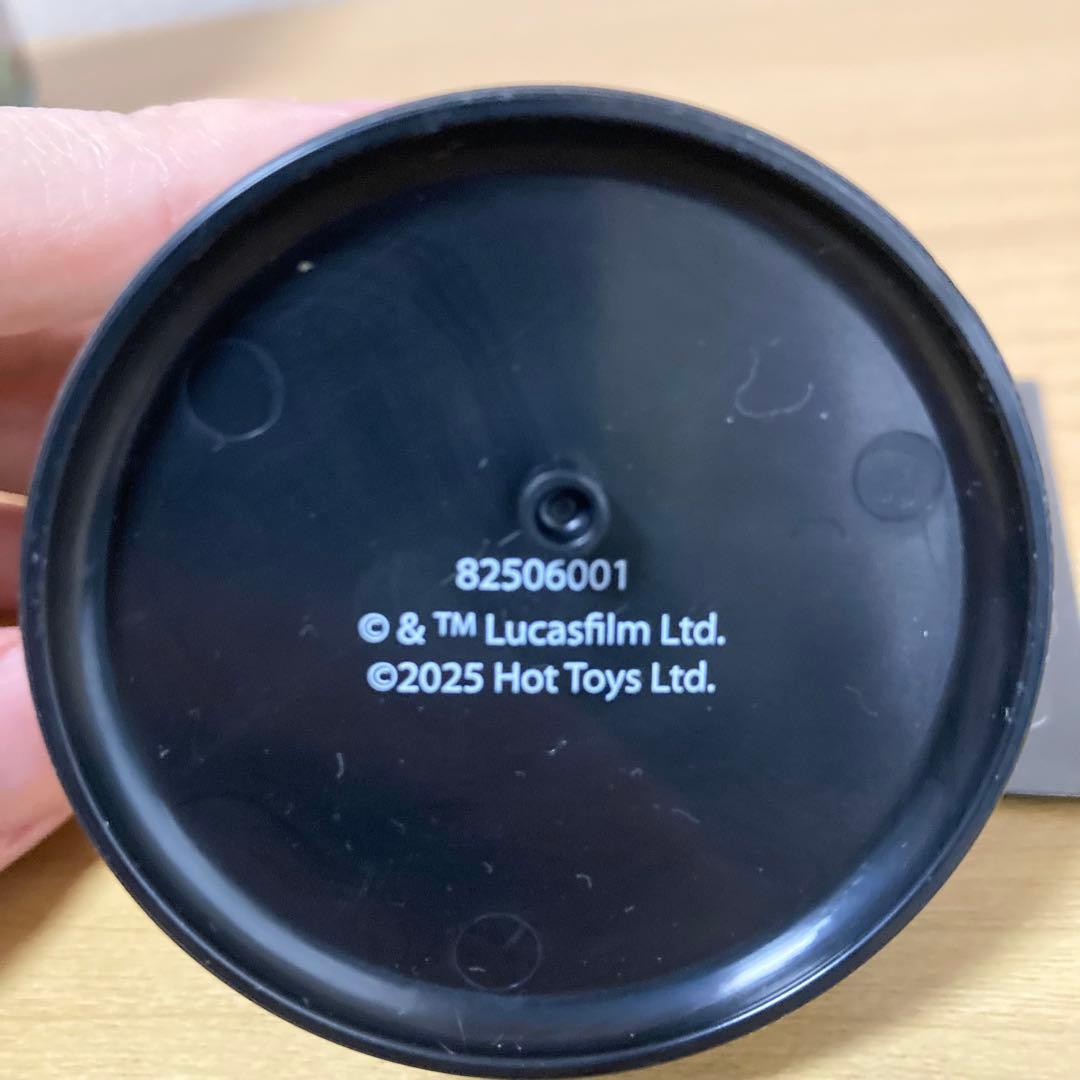 82506001
© & ™ Lucasfilm Ltd.
©2025 Hot Toys Ltd.